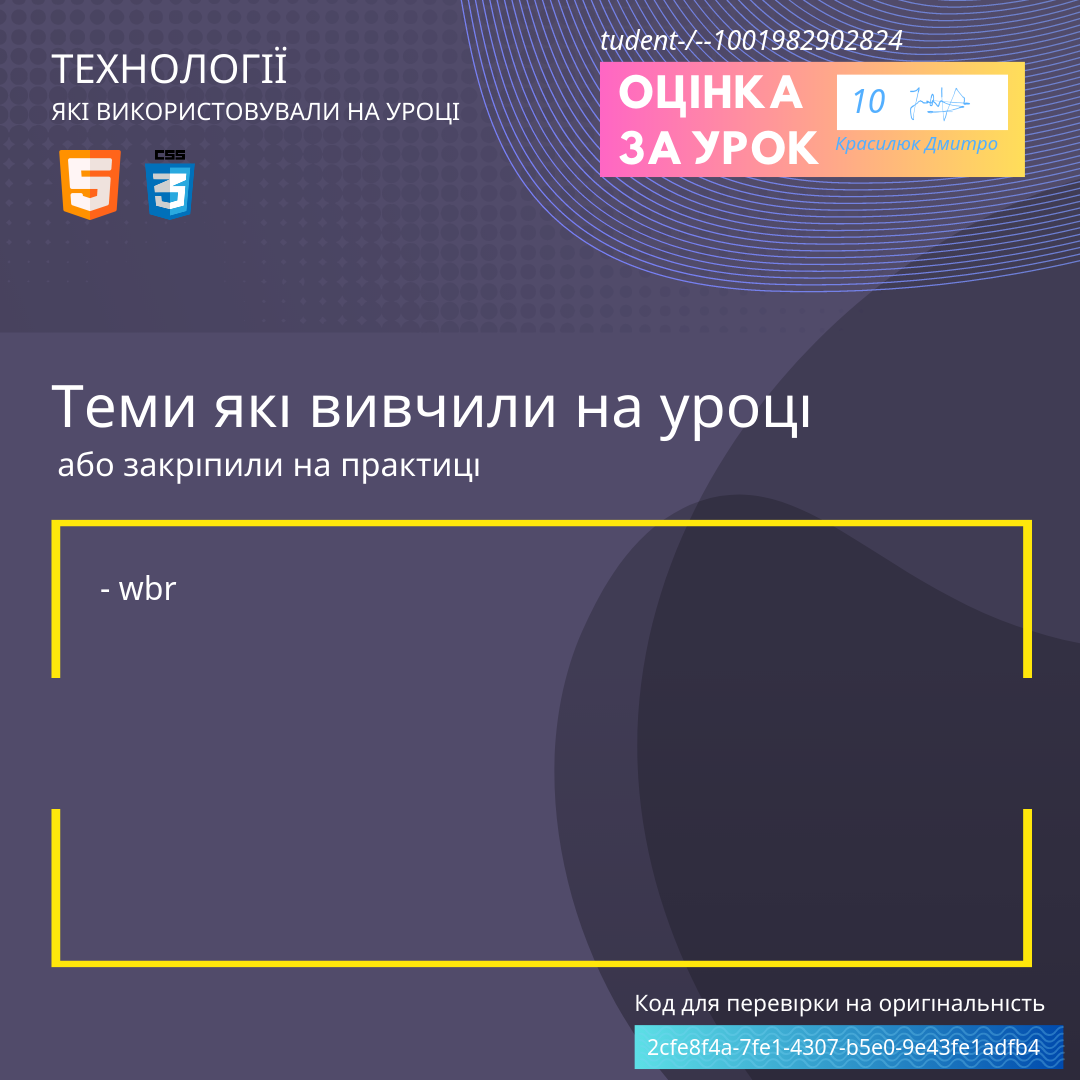 ТЕХНОЛОГІЇ
ЯКІ ВИКОРИСТОВУВАЛИ НА УРОЦІ
5
CSS
3
tudent-/--1001982902824
ОЦІНКА
ЗА УРОК
10
Красилюк Дмитро
Теми які вивчили на уроці
або закріпили на практиці
- wbr
Код для перевірки на оригінальність
2cfe8f4a-7fe1-4307-b5e0-9e43fe1adfb4